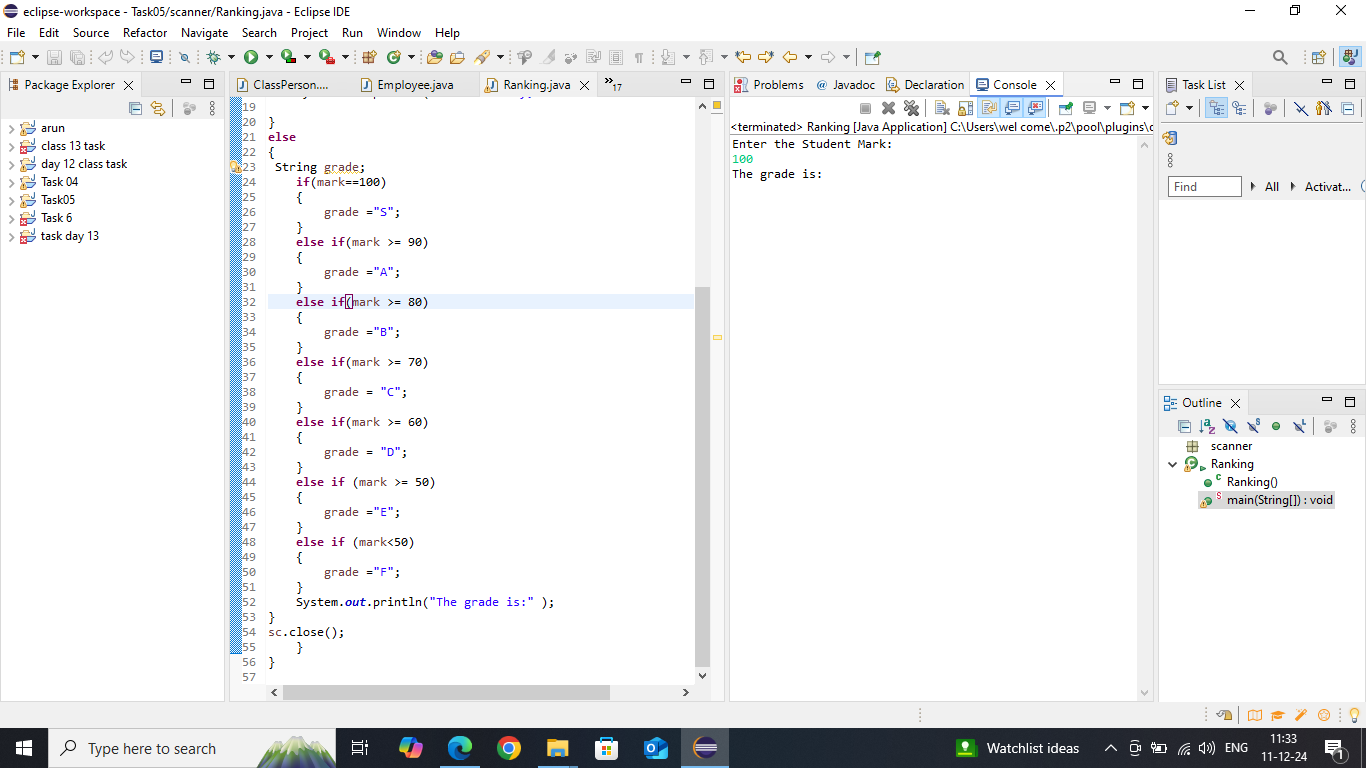 eclipse-workspace - Task05/scanner/Ranking.java - Eclipse IDE
File Edit Source Refactor Navigate Search Project Run Window Help
Package Explorer
arun
class 13 task
day 12 class task
Task 04
Task05
Task 6
task day 13
ClassPerson.... Employee.java Ranking.java 17
19
20 }
21 else
22 {
23 String grade;
24 if(mark==100)
25 {
26 grade ="S";
27 }
28 else if(mark >= 90)
29 {
30 grade ="A";
31 }
32 else if(mark >= 80)
33 {
34 grade ="B";
35 }
36 else if(mark >= 70)
37 {
38 grade = "C";
39 }
40 else if(mark >= 60)
41 {
42 grade = "D";
43 }
44 else if (mark >= 50)
45 {
46 grade ="E";
47 }
48 else if (mark<50)
49 {
50 grade ="F";
51 }
52 System.out.println("The grade is:" );
53 }
54 sc.close();
55 }
56 }
57
Problems @ Javadoc Declaration Console
<terminated> Ranking [Java Application] C:\Users\wel come\.p2\pool\plugins\
Enter the Student Mark:
100
The grade is:
Task List
Find All Activat...
Outline
scanner
Ranking
Ranking()
main(String[]) : void
Type here to search
Watchlist ideas
ENG
11:33
11-12-24
1